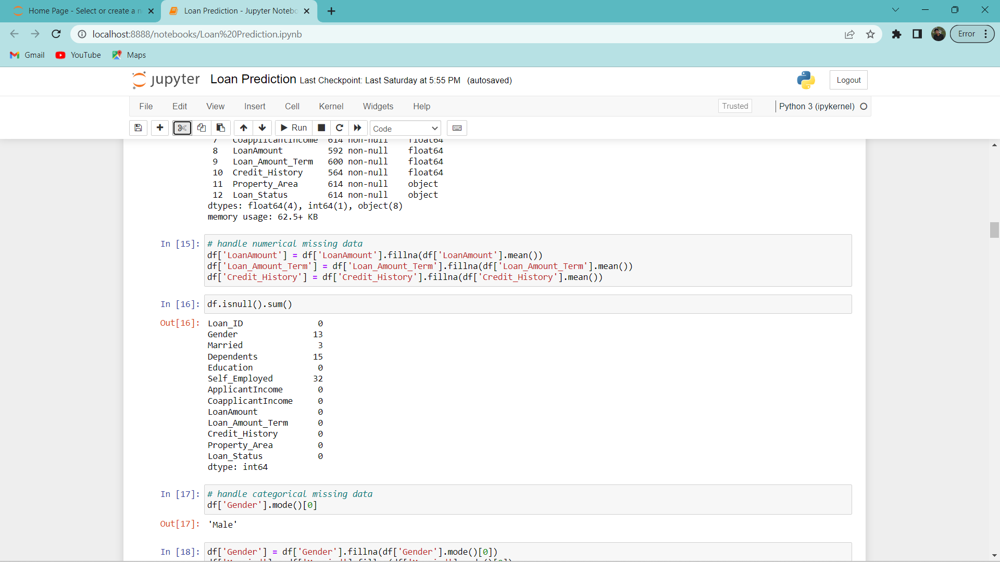 Home Page - Select or create a n
Loan Prediction - Jupyter Notebo
localhost:8888/notebooks/Loan%20Prediction.ipynb
Error
Gmail YouTube Maps
jupyter Loan Prediction Last Checkpoint: Last Saturday at 5:55 PM (autosaved)
Logout
File Edit View Insert Cell Kernel Widgets Help
Trusted Python 3 (ipykernel)
Run Code
7 CoapplicantIncome 614 non-null float64
8 LoanAmount 592 non-null float64
9 Loan_Amount_Term 600 non-null float64
10 Credit_History 564 non-null float64
11 Property_Area 614 non-null object
12 Loan_Status 614 non-null object
dtypes: float64(4), int64(1), object(8)
memory usage: 62.5+ KB
In [15]: # handle numerical missing data
df['LoanAmount'] = df['LoanAmount'].fillna(df['LoanAmount'].mean())
df['Loan_Amount_Term'] = df['Loan_Amount_Term'].fillna(df['Loan_Amount_Term'].mean())
df['Credit_History'] = df['Credit_History'].fillna(df['Credit_History'].mean())
In [16]: df.isnull().sum()
Out[16]: Loan_ID 0
Gender 13
Married 3
Dependents 15
Education 0
Self_Employed 32
ApplicantIncome 0
CoapplicantIncome 0
LoanAmount 0
Loan_Amount_Term 0
Credit_History 0
Property_Area 0
Loan_Status 0
dtype: int64
In [17]: # handle categorical missing data
df['Gender'].mode()[0]
Out[17]: 'Male'
In [18]: df['Gender'] = df['Gender'].fillna(df['Gender'].mode()[0])